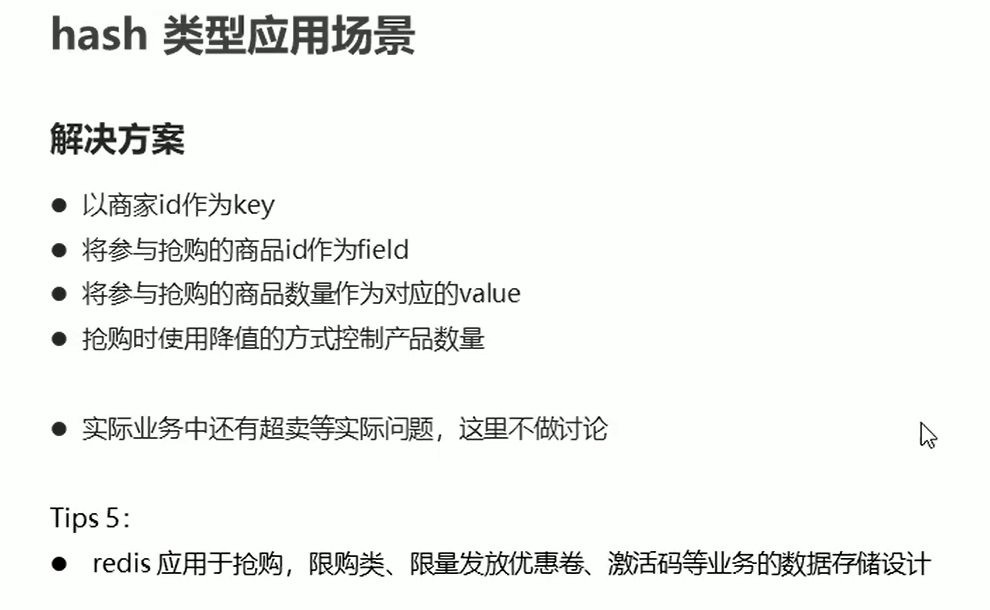 hash 类型应用场景
解决方案
● 以商家id作为key
● 将参与抢购的商品id作为field
● 将参与抢购的商品数量作为对应的value
● 抢购时使用降值的方式控制产品数量
● 实际业务中还有超卖等实际问题，这里不做讨论
Tips 5：
● redis 应用于抢购，限购类、限量发放优惠卷、激活码等业务的数据存储设计